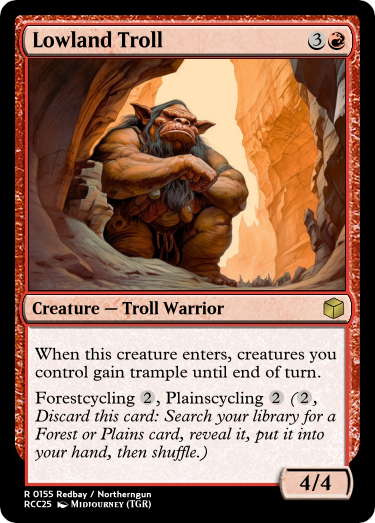 Lowland Troll 3
Creature — Troll Warrior
When this creature enters, creatures you
control gain trample until end of turn.
Forestcycling 2, Plainscycling 2 (2,
Discard this card: Search your library for a
Forest or Plains card, reveal it, put it into
your hand, then shuffle.)
4/4
R 0155 Redbay / Northerngun
RCC25 Midjourney (TGR)